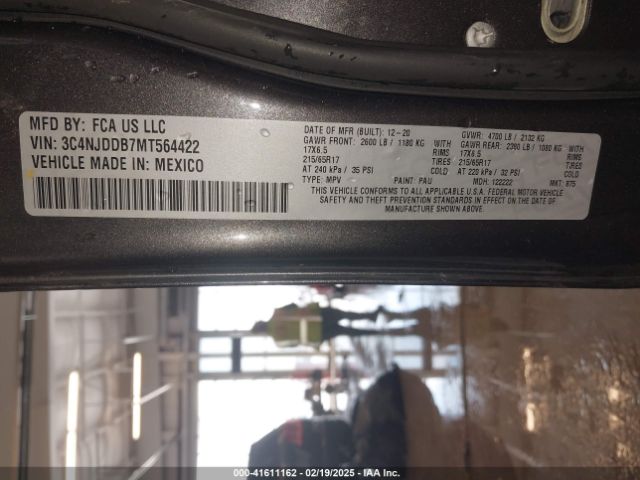 MFD BY: FCA US LLC
VIN: 3C4NJDDB7MT564422
VEHICLE MADE IN: MEXICO
DATE OF MFR (BUILT): 12-20 GVWR: 4700 LB / 2132 KG
GAWR FRONT: 2600 LB / 1180 KG WITH GAWR REAR: 2390 LB / 1080 KG WITH
17X6.5 RIMS 17X6.5 RIMS
215/65R17 TIRES 215/65R17 TIRES
AT 240 kPa / 35 PSI COLD AT 220 kPa / 32 PSI COLD
TYPE: MPV PAINT: PAU MDH: 122222 MKT: 875
THIS VEHICLE CONFORMS TO ALL APPLICABLE U.S.A. FEDERAL MOTOR VEHICLE
SAFETY AND THEFT PREVENTION STANDARDS IN EFFECT ON THE DATE OF
MANUFACTURE SHOWN ABOVE.
000-41611162 - 02/19/2025 - IAA Inc.